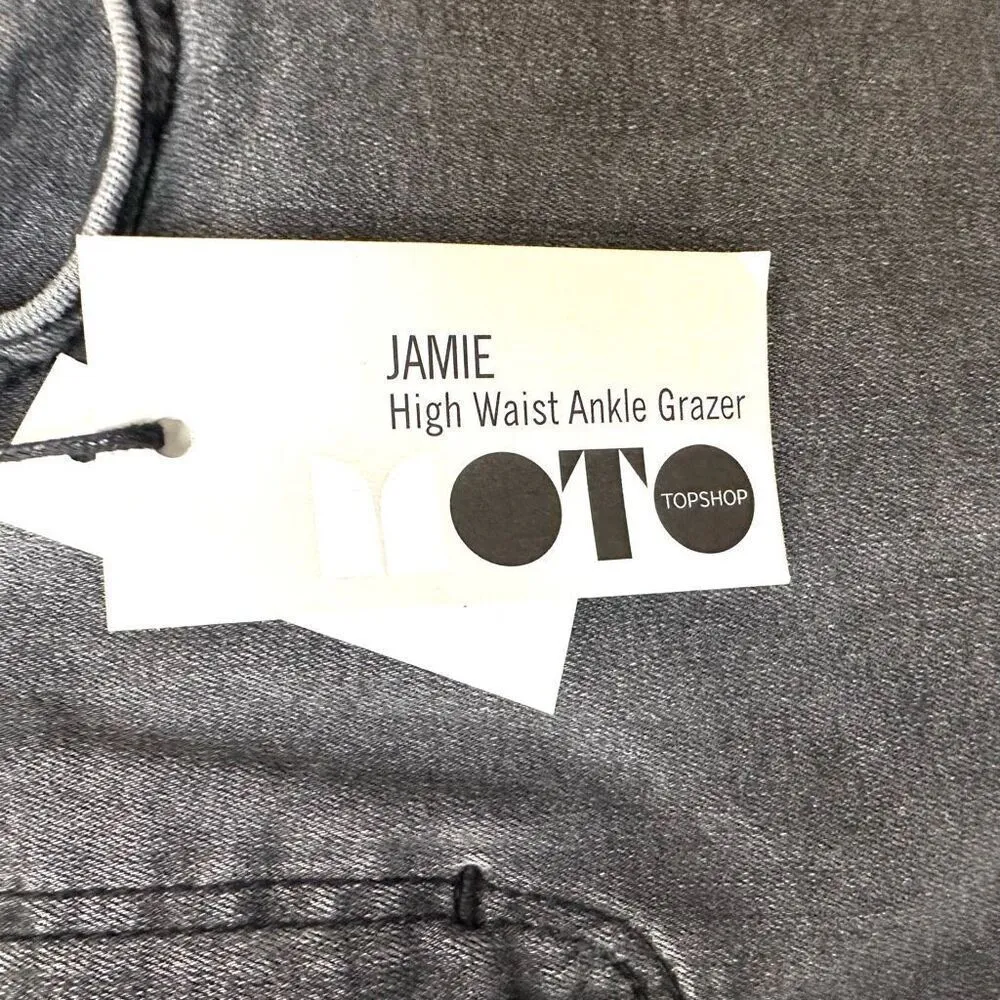 JAMIE
High Waist Ankle Grazer
MOTO
TOPSHOP